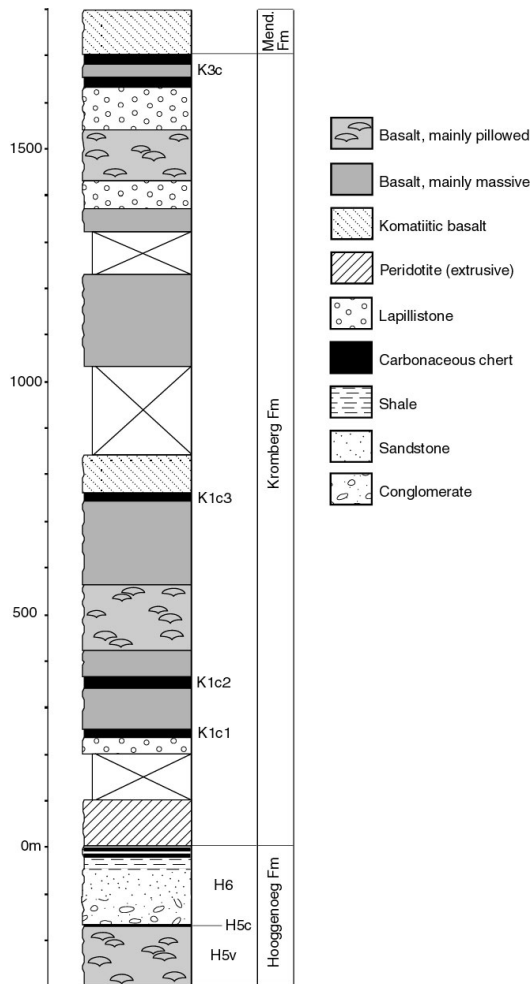 Mend.
Fm
K3c
1500
1000
K1c3
500
K1c2
K1c1
0m
H6
H5c
H5v
Kromberg Fm
Hooggenoeg Fm
Basalt, mainly pillowed
Basalt, mainly massive
Komatiitic basalt
Peridotite (extrusive)
Lapillistone
Carbonaceous chert
Shale
Sandstone
Conglomerate